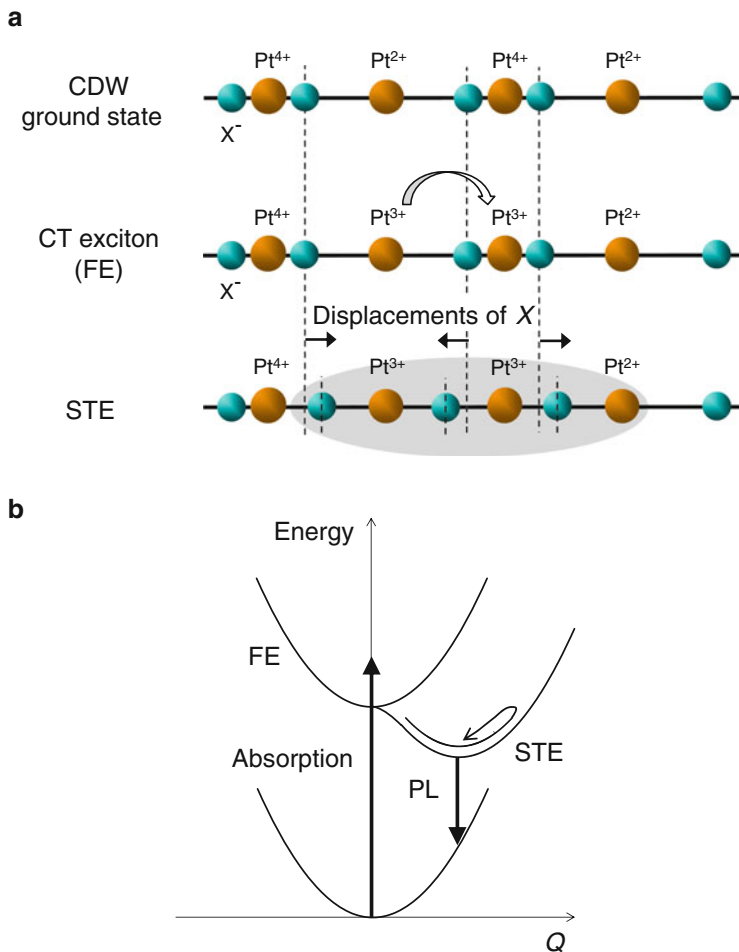 a
Pt4+ Pt2+ Pt4+ Pt2+
CDW
ground state
X-
Pt4+ Pt3+ Pt3+ Pt2+
CT exciton
(FE)
X-
Displacements of X
Pt4+ Pt3+ Pt3+ Pt2+
STE
b
Energy
FE
Absorption
STE
PL
Q